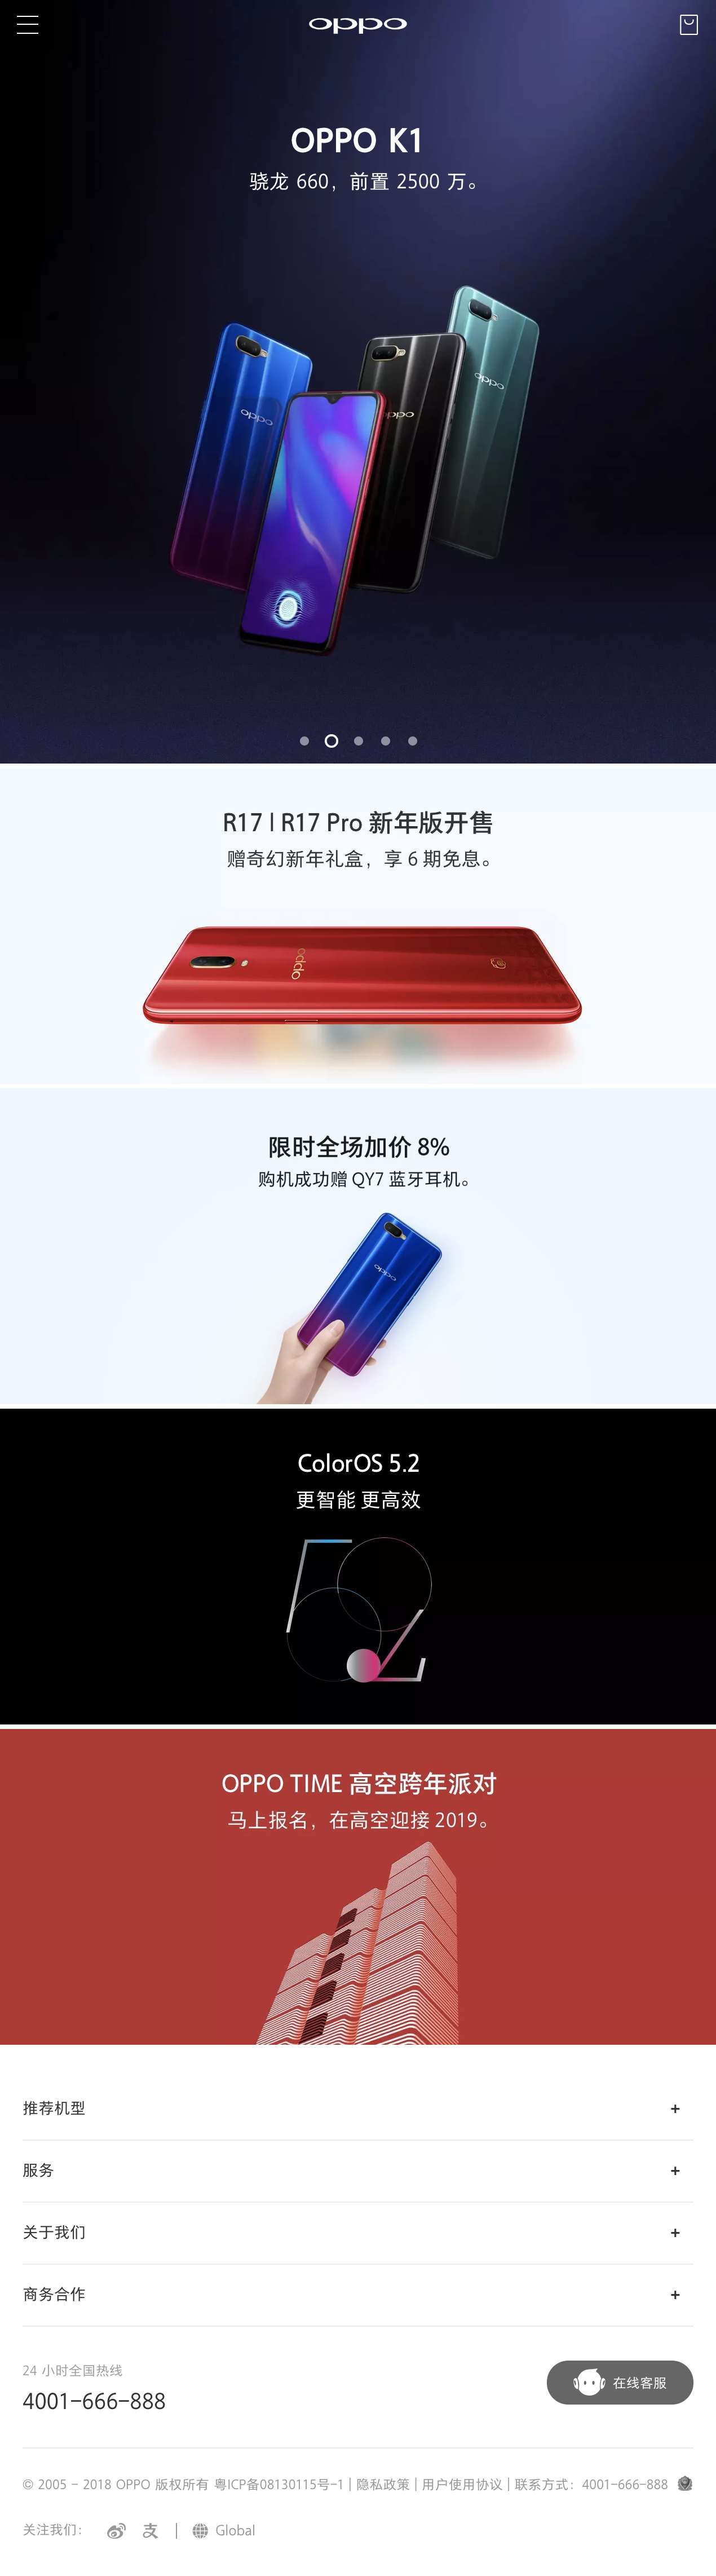 oppo
OPPO K1
骁龙 660，前置 2500 万。
oppo
oppo
oppo
R17 | R17 Pro 新年版开售
赠奇幻新年礼盒，享 6 期免息。
oppo
限时全场加价 8%
购机成功赠 QY7 蓝牙耳机。
oppo
ColorOS 5.2
更智能 更高效
52
OPPO TIME 高空跨年派对
马上报名，在高空迎接 2019。
推荐机型 +
服务 +
关于我们 +
商务合作 +
24 小时全国热线
4001-666-888
在线客服
© 2005 - 2018 OPPO 版权所有 粤ICP备08130115号-1 | 隐私政策 | 用户使用协议 | 联系方式：4001-666-888
关注我们： 支 | Global